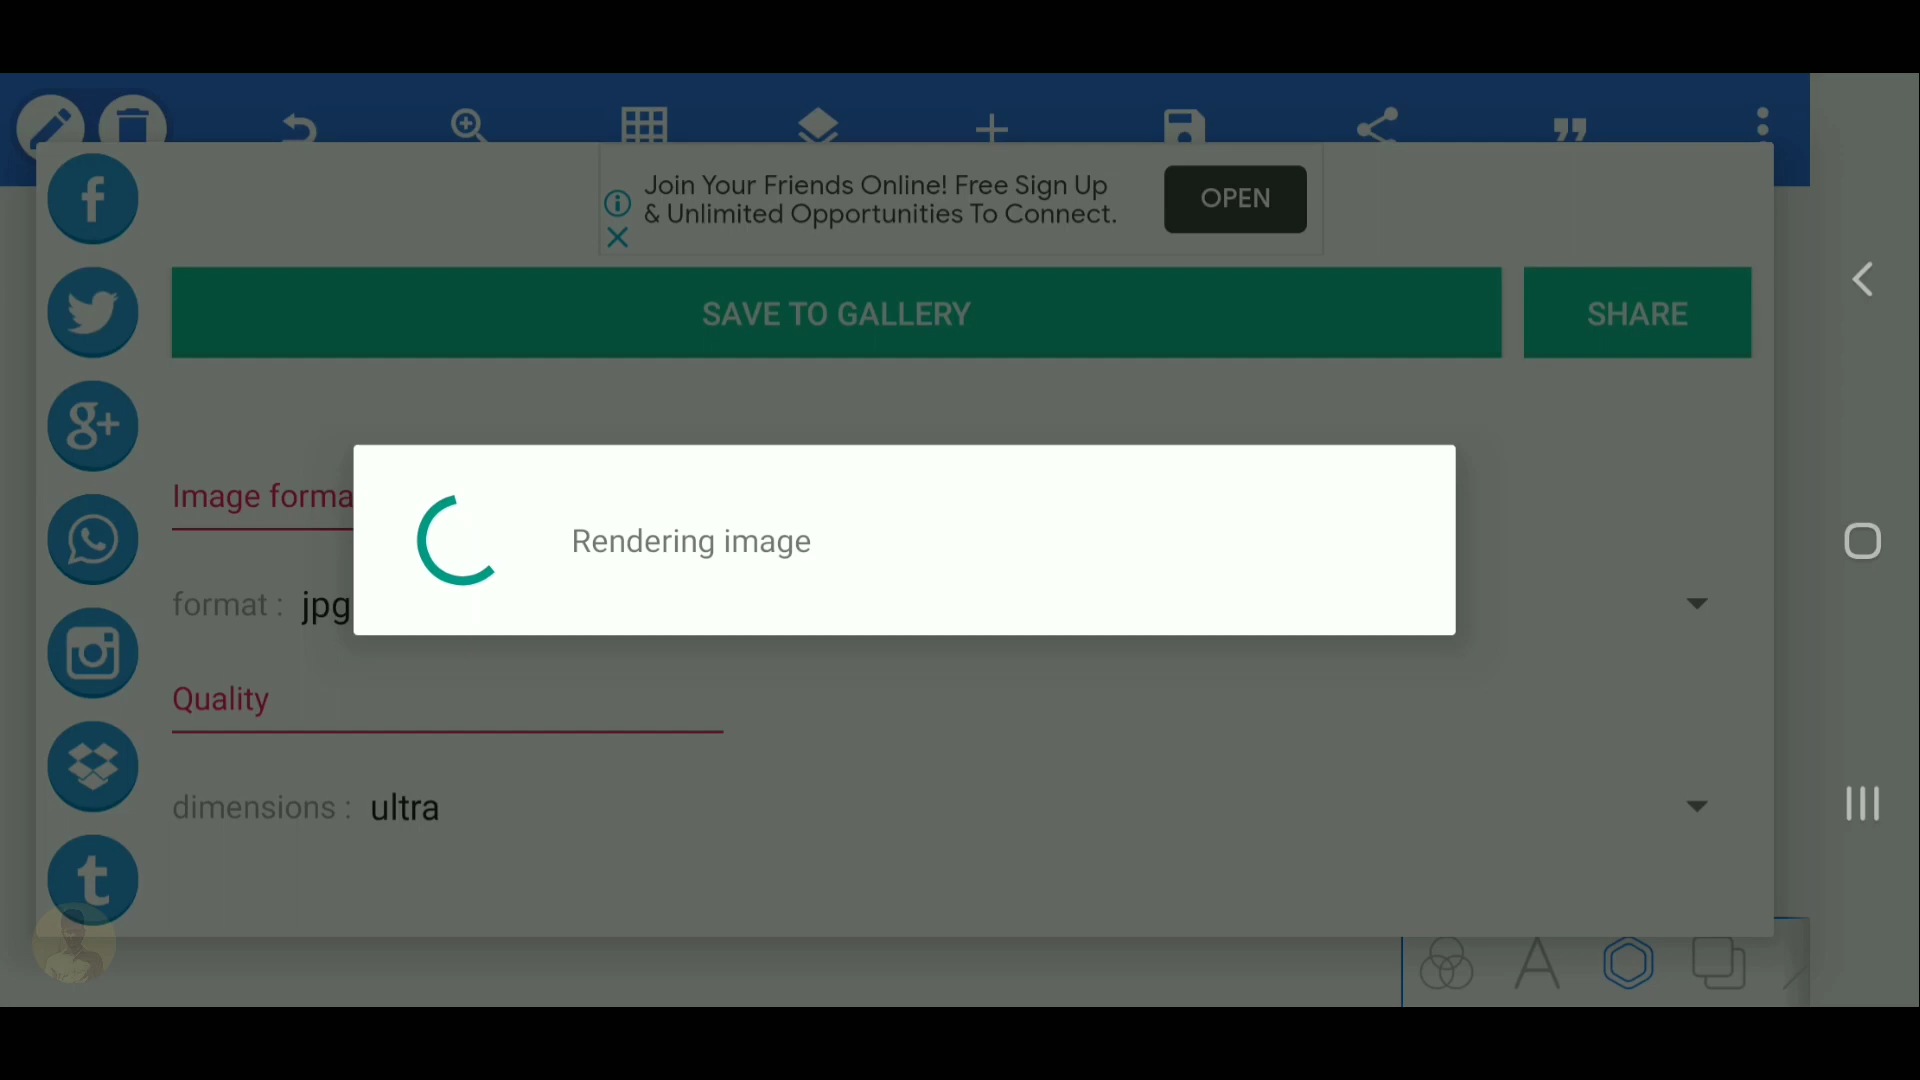 Join Your Friends Online! Free Sign Up
& Unlimited Opportunities To Connect.
OPEN
SAVE TO GALLERY
SHARE
Image forma
Rendering image
format : jpg
Quality
dimensions : ultra